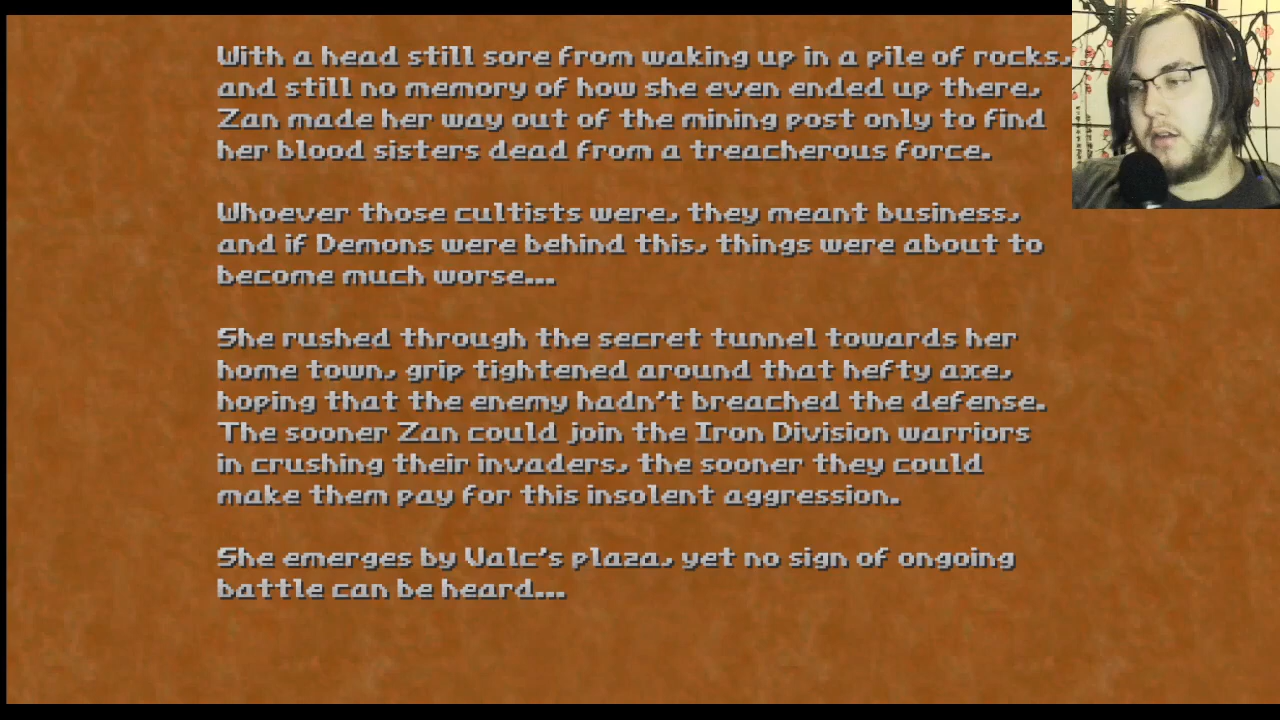 With a head still sore from waking up in a pile of rocks,
and still no memory of how she even ended up there,
Zan made her way out of the mining post only to find
her blood sisters dead from a treacherous force.
Whoever those cultists were, they meant business,
and if Demons were behind this, things were about to
become much worse...
She rushed through the secret tunnel towards her
home town, grip tightened around that hefty axe,
hoping that the enemy hadn't breached the defense.
The sooner Zan could join the Iron Division warriors
in crushing their invaders, the sooner they could
make them pay for this insolent aggression.
She emerges by Valc's plaza, yet no sign of ongoing
battle can be heard...